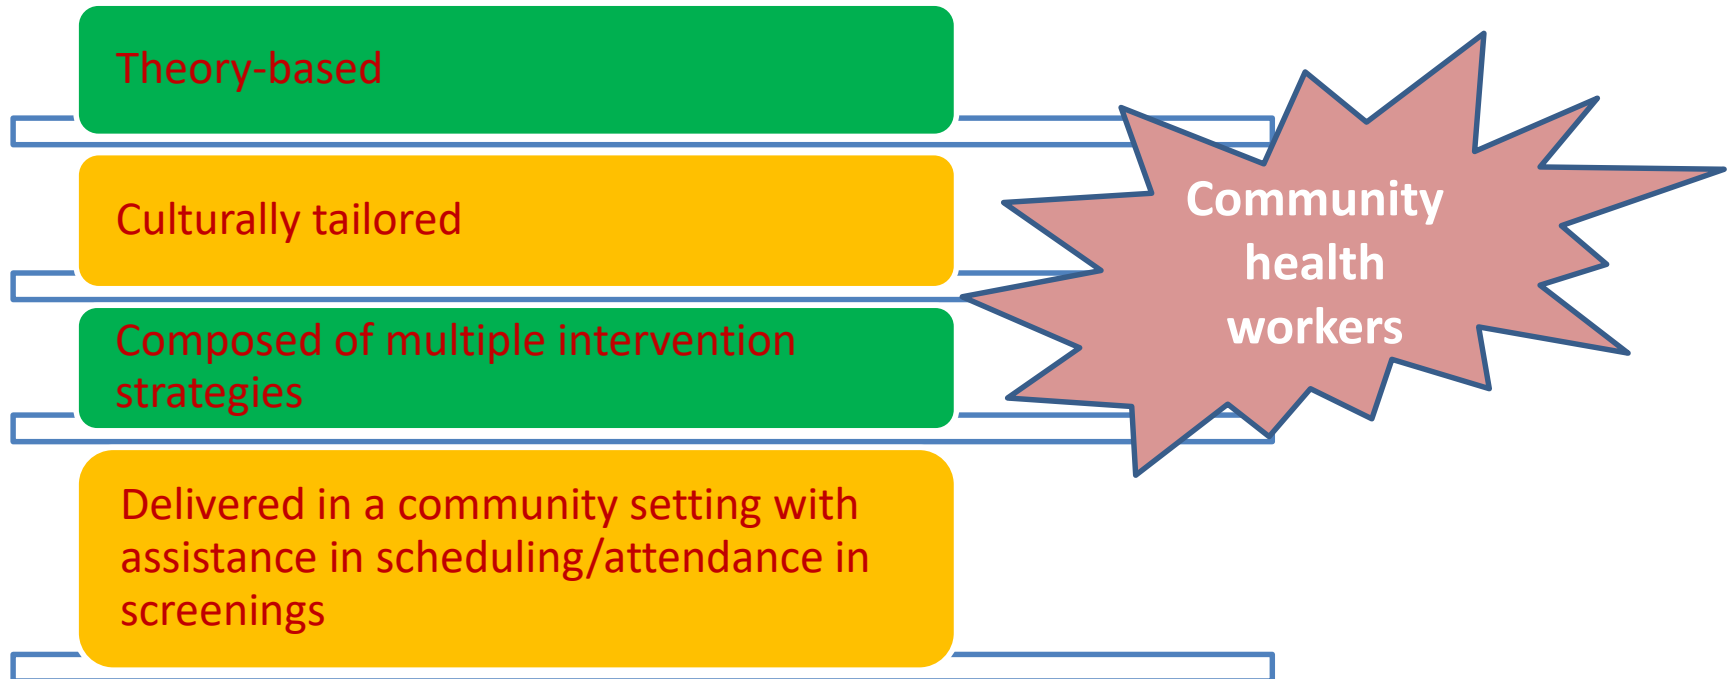 Theory-based
Culturally tailored
Composed of multiple intervention
strategies
Delivered in a community setting with
assistance in scheduling/attendance in
screenings
Community
health
workers